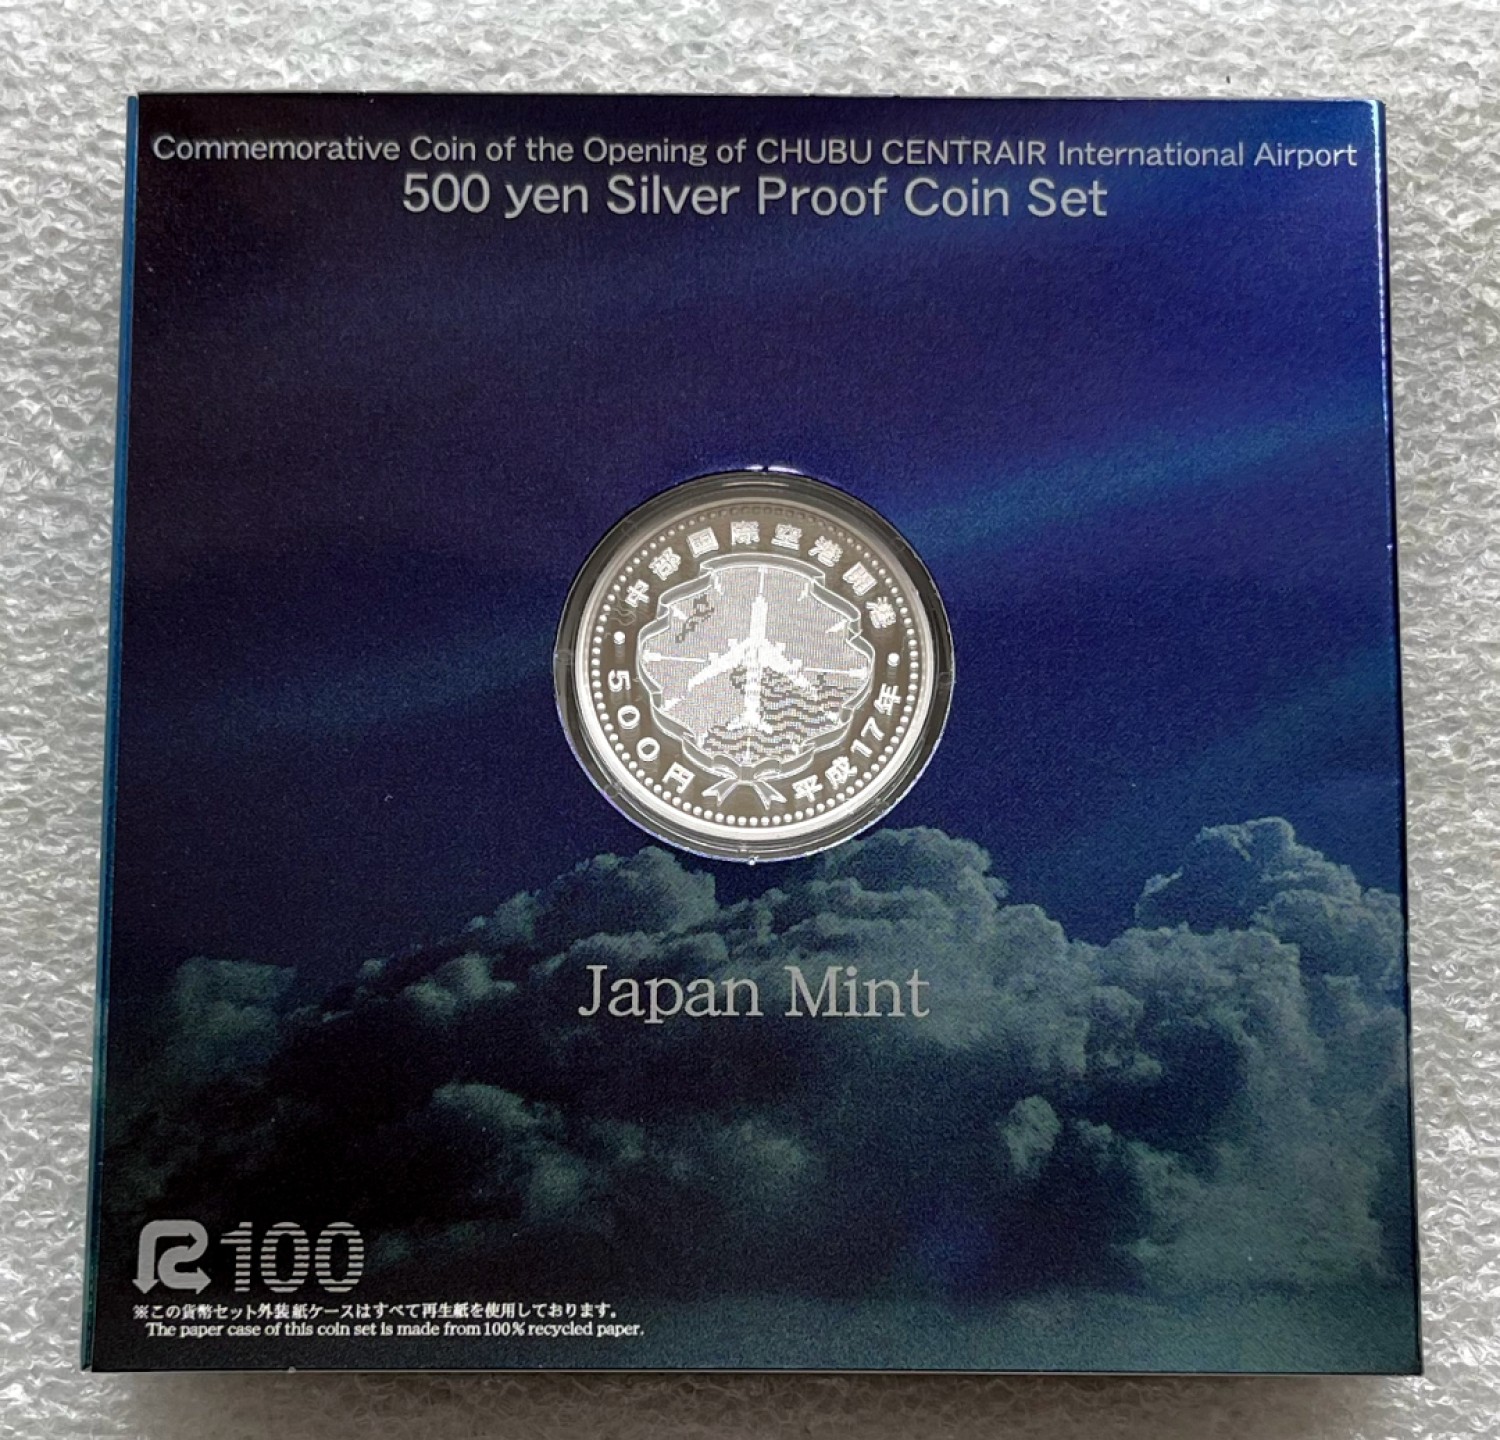 Commemorative Coin of the Opening of CHUBU CENTRAIR International Airport
500 yen Silver Proof Coin Set
中部国際空港開港
500円
平成17年
Japan Mint
R100
※この貨幣セット外装紙ケースはすべて再生紙を使用しております。
The paper case of this coin set is made from 100% recycled paper.